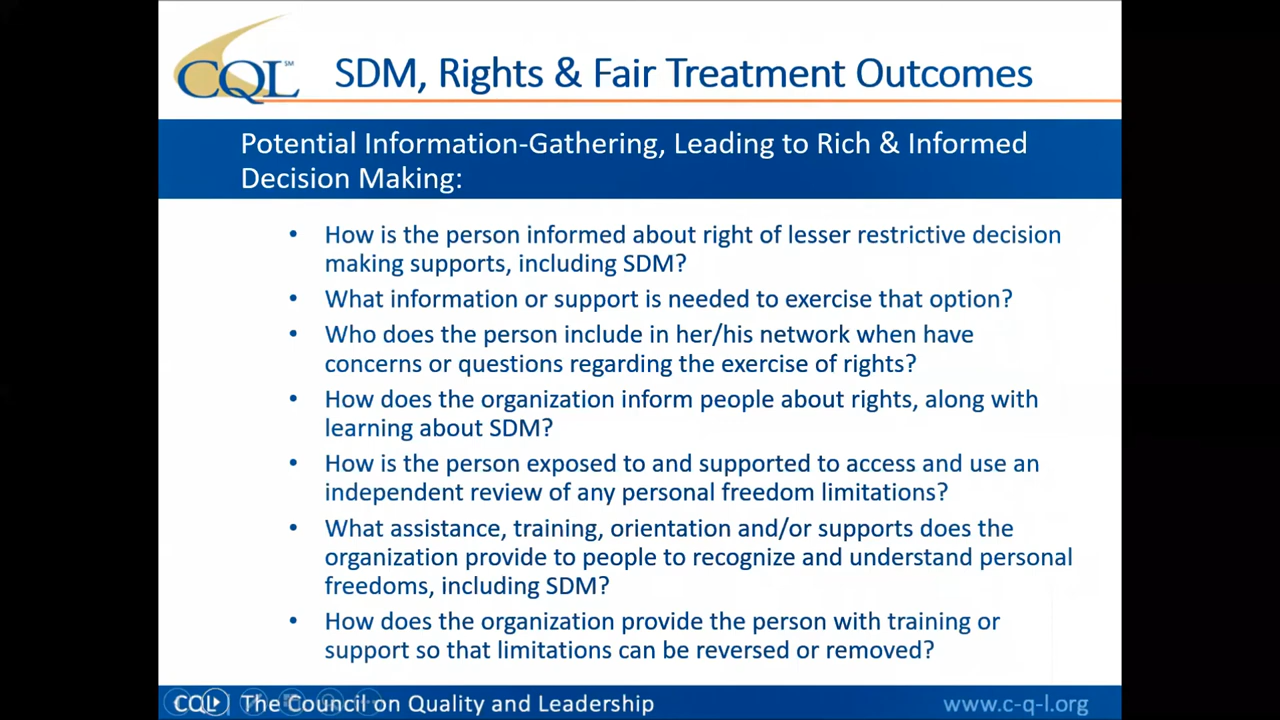 CQL℠
SDM, Rights & Fair Treatment Outcomes
Potential Information-Gathering, Leading to Rich & Informed
Decision Making:
• How is the person informed about right of lesser restrictive decision
making supports, including SDM?
• What information or support is needed to exercise that option?
• Who does the person include in her/his network when have
concerns or questions regarding the exercise of rights?
• How does the organization inform people about rights, along with
learning about SDM?
• How is the person exposed to and supported to access and use an
independent review of any personal freedom limitations?
• What assistance, training, orientation and/or supports does the
organization provide to people to recognize and understand personal
freedoms, including SDM?
• How does the organization provide the person with training or
support so that limitations can be reversed or removed?
CQL | The Council on Quality and Leadership
www.c-q-l.org